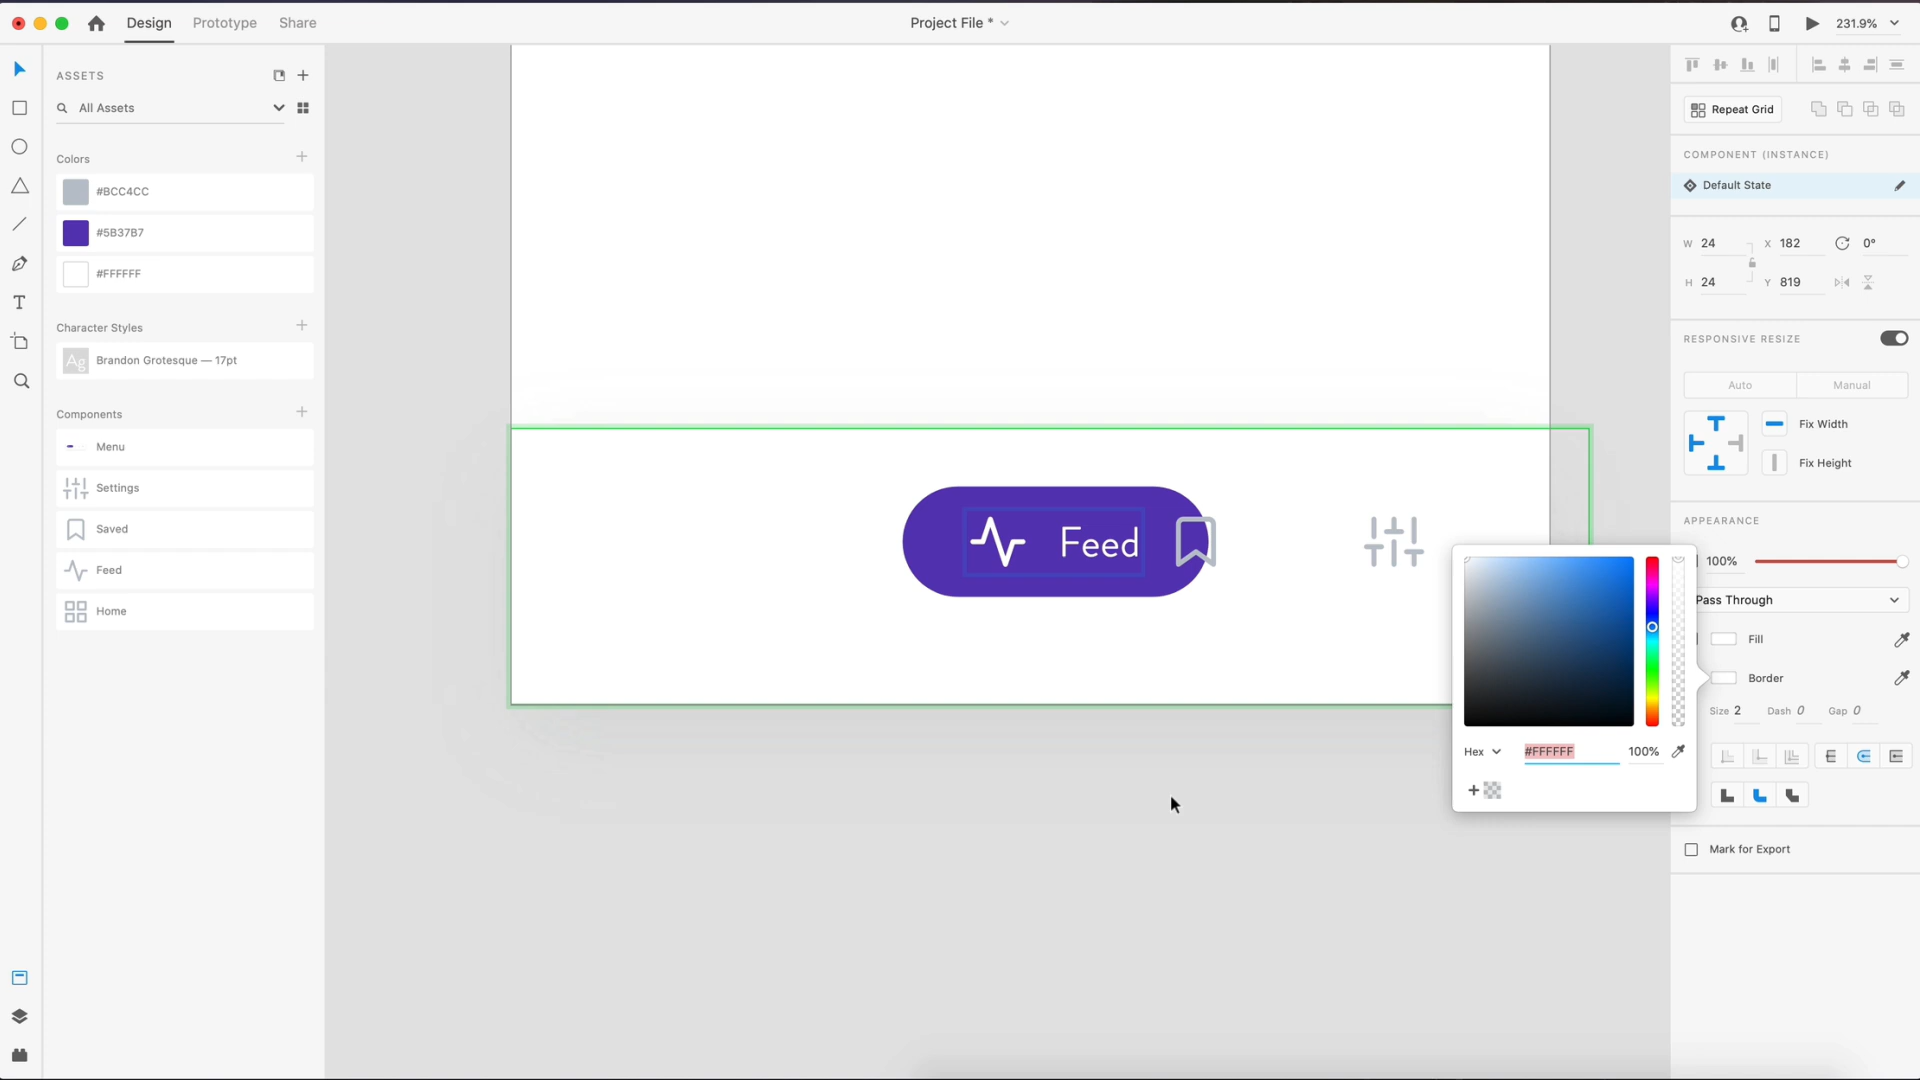 Design Prototype Share
Project File *
231.9%
ASSETS
All Assets
Colors
#BCC4CC
#5B37B7
#FFFFFF
Character Styles
Ag Brandon Grotesque — 17pt
Components
Menu
Settings
Saved
Feed
Home
Feed
Repeat Grid
COMPONENT (INSTANCE)
Default State
W 24 X 182 0°
H 24 Y 819
RESPONSIVE RESIZE
Auto Manual
Fix Width
Fix Height
APPEARANCE
100%
Pass Through
Fill
Border
Size 2 Dash 0 Gap 0
Hex #FFFFFF 100%
Mark for Export